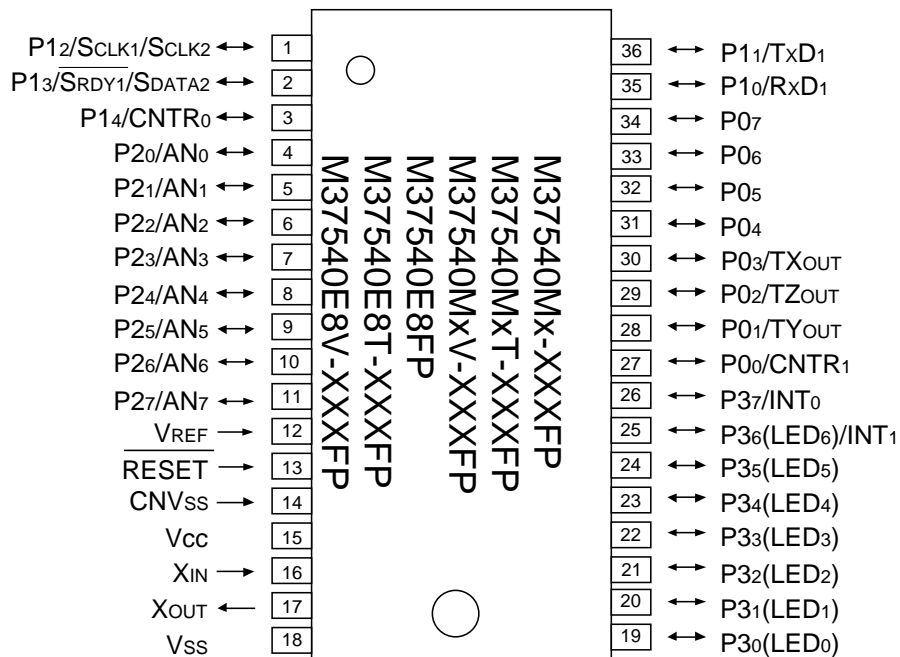 P12/SCLK1/SCLK2
P13/SRDY1/SDATA2
P14/CNTR0
P20/AN0
P21/AN1
P22/AN2
P23/AN3
P24/AN4
P25/AN5
P26/AN6
P27/AN7
VREF
RESET
CNVSS
Vcc
XIN
XOUT
VSS
1
2
3
4
5
6
7
8
9
10
11
12
13
14
15
16
17
18
M37540Mx-XXXFP
M37540MxT-XXXFP
M37540MxV-XXXFP
M37540E8FP
M37540E8T-XXXFP
M37540E8V-XXXFP
36
35
34
33
32
31
30
29
28
27
26
25
24
23
22
21
20
19
P11/TxD1
P10/RxD1
P07
P06
P05
P04
P03/TXOUT
P02/TZOUT
P01/TYOUT
P00/CNTR1
P37/INT0
P36(LED6)/INT1
P35(LED5)
P34(LED4)
P33(LED3)
P32(LED2)
P31(LED1)
P30(LED0)